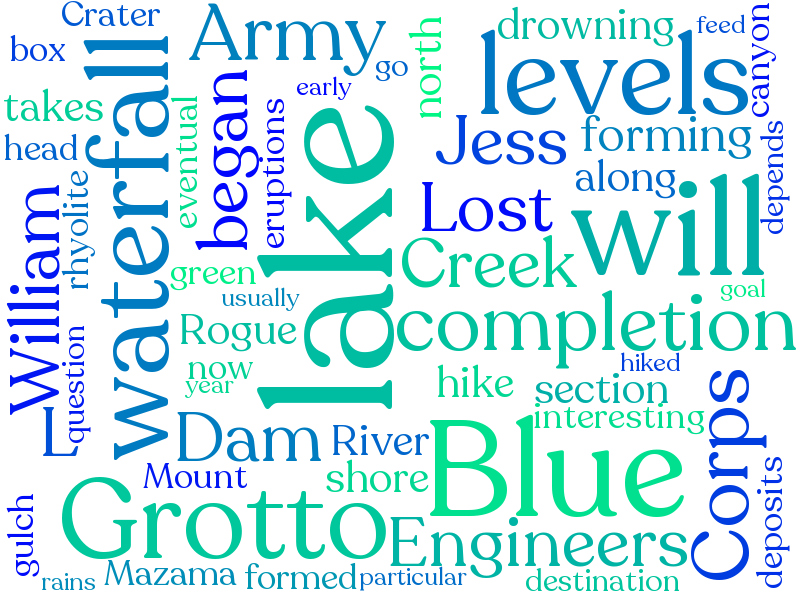 Crater
Army
drowning
feed
box
go
north
levels
canyon
takes
waterfall
began
early
head
eventual
eruptions
lake
Jess
forming
along
depends
William
rhyolite
Lost
will
green
usually
Creek
goal
Rogue
completion
now
year
hiked
question
hike
section
L
Dam
River
interesting
Blue
Corps
Mount
shore
gulch
Grotto
Engineers
deposits
rains
Mazama
formed
particular
destination